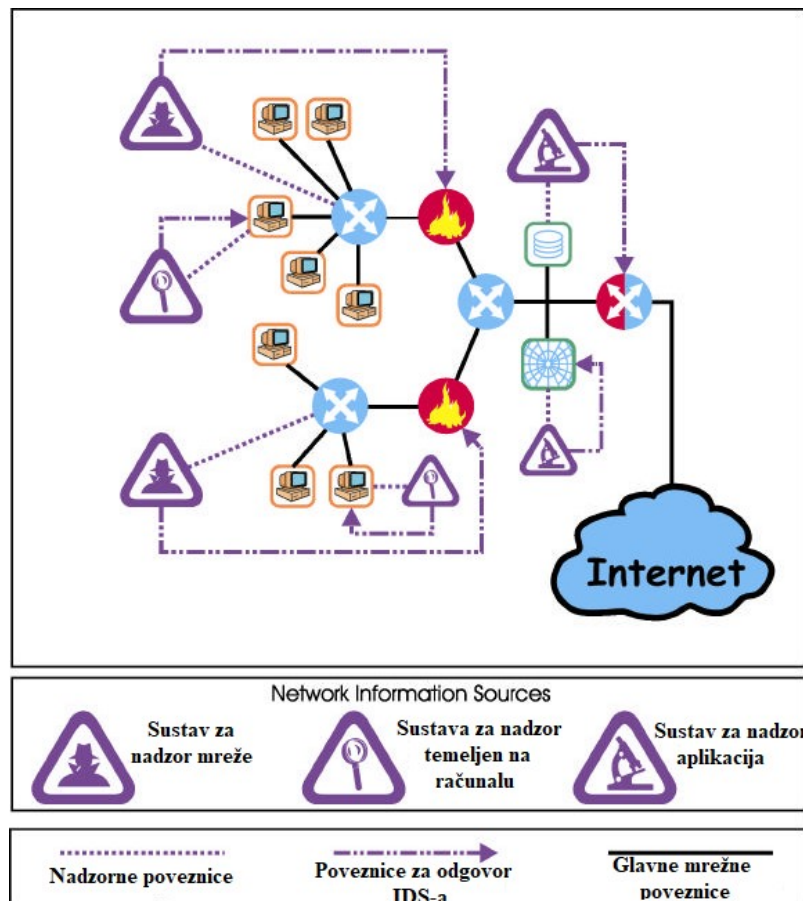 Internet
Network Information Sources
Sustav za
nadzor mreže
Sustava za nadzor
temeljen na
računalu
Sustav za nadzor
aplikacija
Nadzorne poveznice
Poveznice za odgovor
IDS-a
Glavne mrežne
poveznice